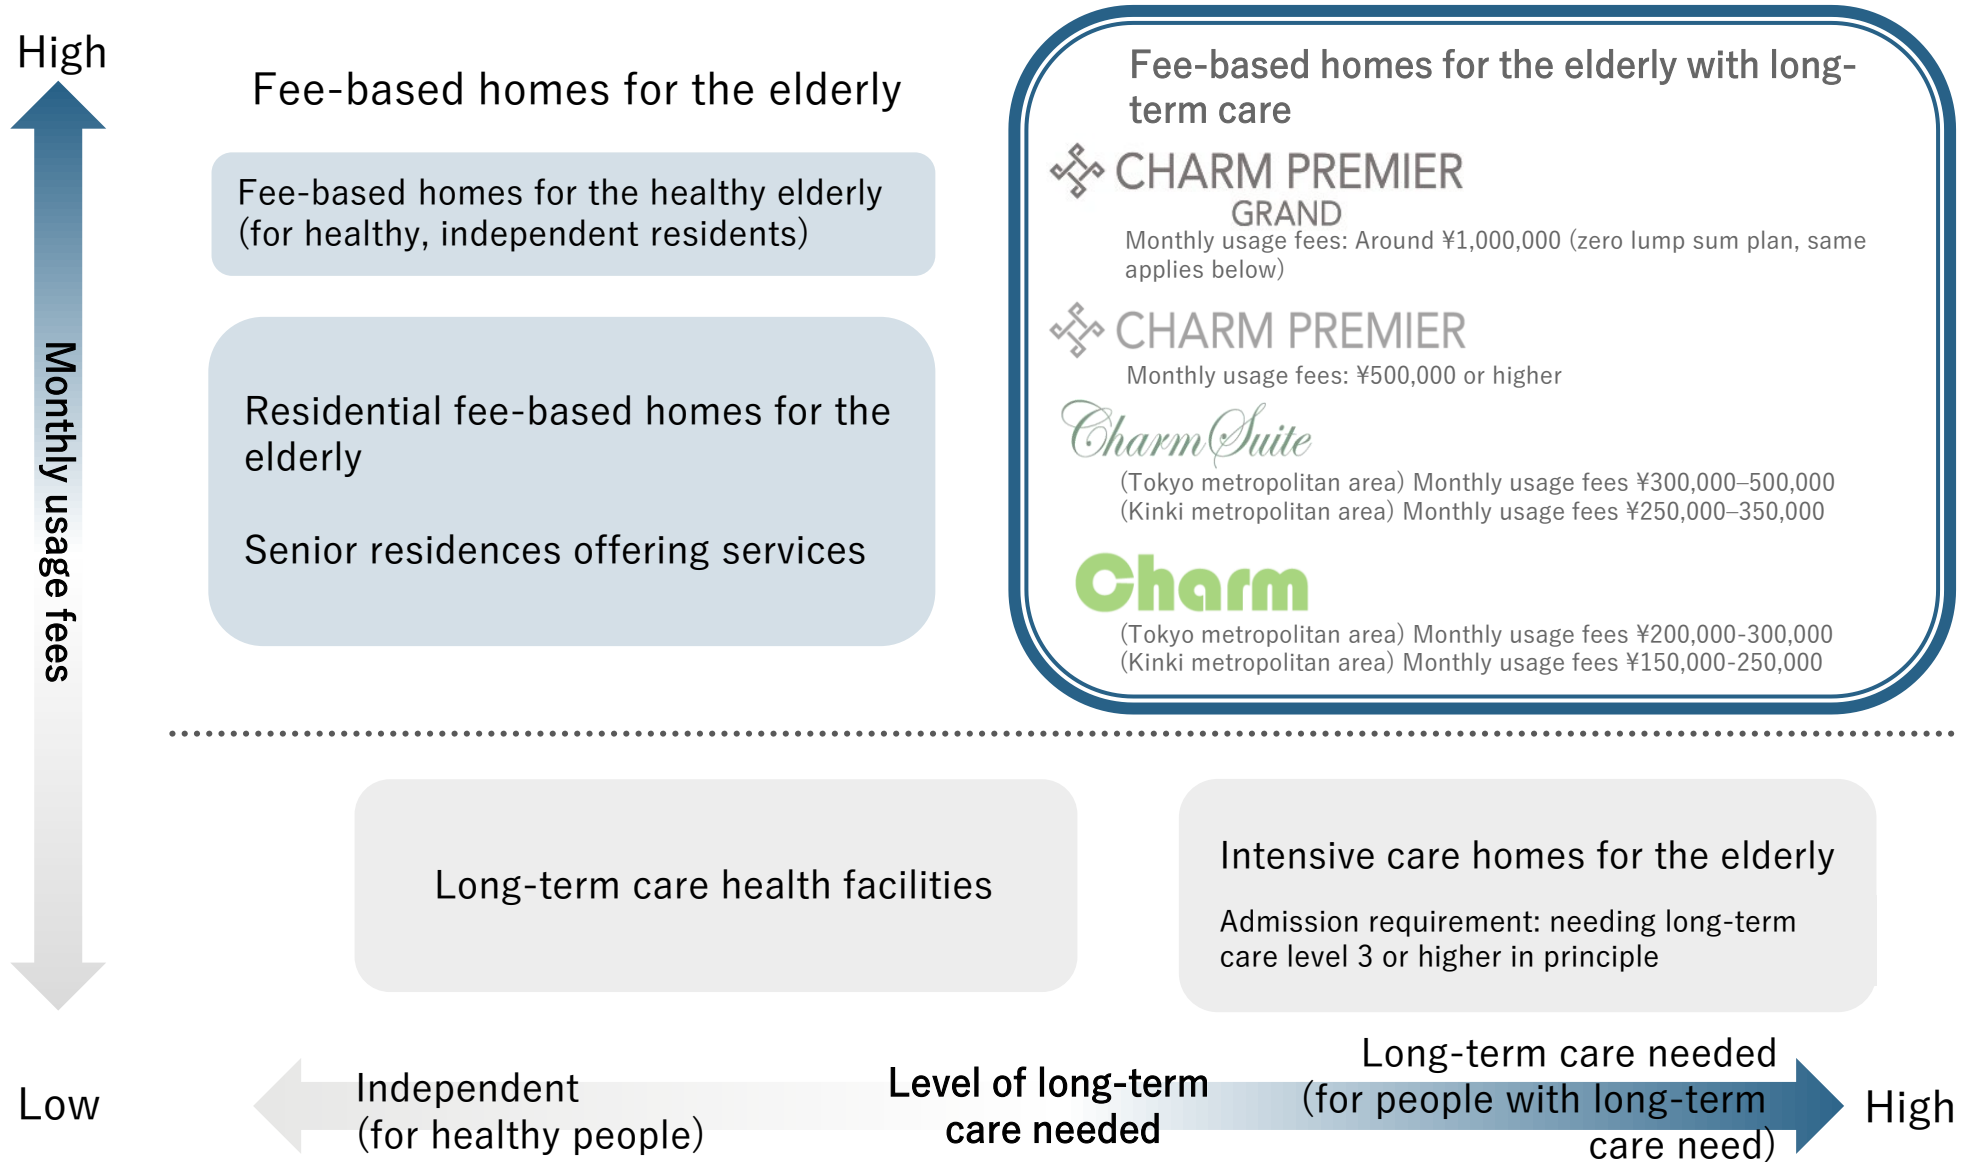 High
Monthly usage fees
Low
Fee-based homes for the elderly
Fee-based homes for the healthy elderly
(for healthy, independent residents)
Residential fee-based homes for the
elderly
Senior residences offering services
Fee-based homes for the elderly with long-
term care
CHARM PREMIER
GRAND
Monthly usage fees: Around ¥1,000,000 (zero lump sum plan, same
applies below)
CHARM PREMIER
Monthly usage fees: ¥500,000 or higher
Charm Suite
(Tokyo metropolitan area) Monthly usage fees ¥300,000–500,000
(Kinki metropolitan area) Monthly usage fees ¥250,000–350,000
Charm
(Tokyo metropolitan area) Monthly usage fees ¥200,000-300,000
(Kinki metropolitan area) Monthly usage fees ¥150,000-250,000
Long-term care health facilities
Intensive care homes for the elderly
Admission requirement: needing long-term
care level 3 or higher in principle
Independent
(for healthy people)
Level of long-term
care needed
Long-term care needed
(for people with long-term
care need)
High